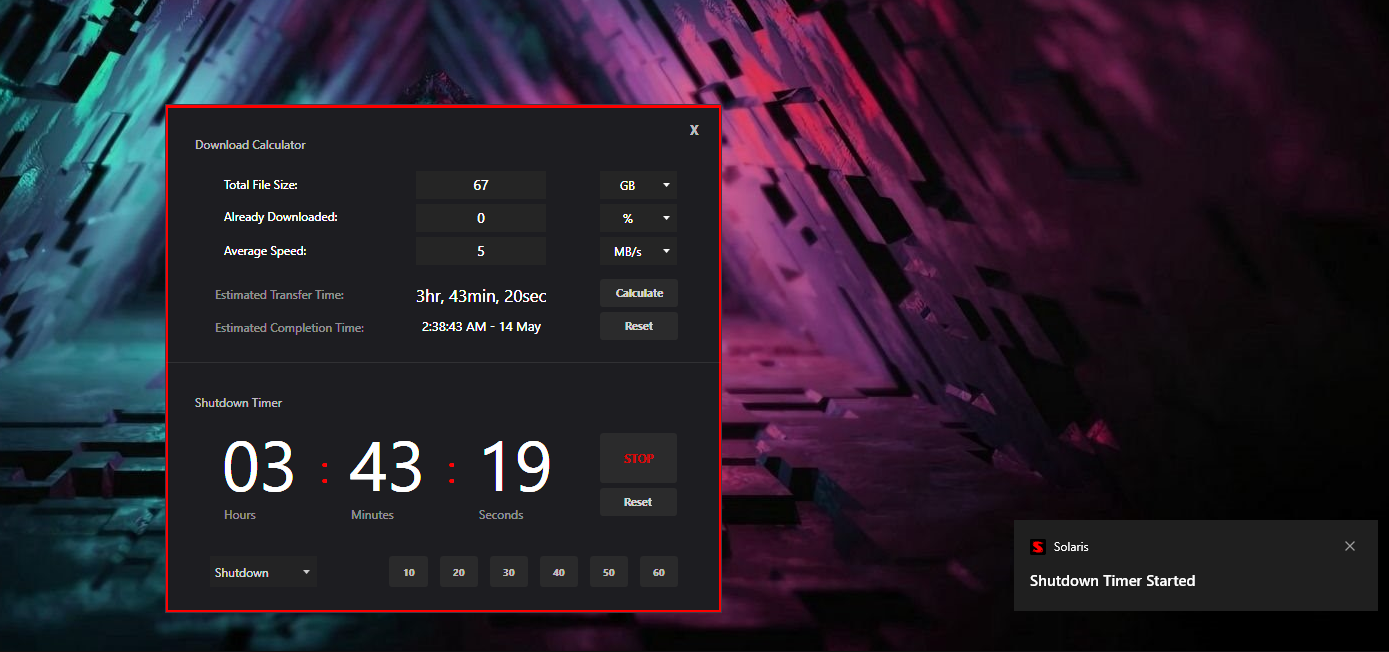 X
Download Calculator
Total File Size: 67 GB
Already Downloaded: 0 %
Average Speed: 5 MB/s
Estimated Transfer Time: 3hr, 43min, 20sec Calculate
Estimated Completion Time: 2:38:43 AM - 14 May Reset
Shutdown Timer
03 : 43 : 19 STOP
Reset
Hours Minutes Seconds
Shutdown 10 20 30 40 50 60
S Solaris
Shutdown Timer Started